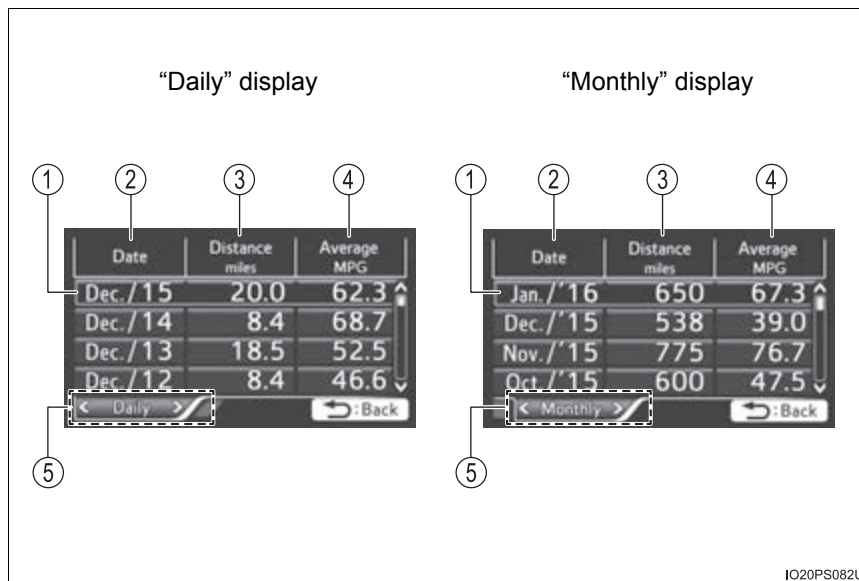 “Daily” display
“Monthly” display
1 2 3 4
1 2 3 4
Date Distance miles Average MPG
Dec./15 20.0 62.3
Dec./14 8.4 68.7
Dec./13 18.5 52.5
Dec./12 8.4 46.6
< Daily > :Back
5
Date Distance miles Average MPG
Jan./’16 650 67.3
Dec./’15 538 39.0
Nov./’15 775 76.7
Oct./’15 600 47.5
< Monthly > :Back
5
IO20PS082U